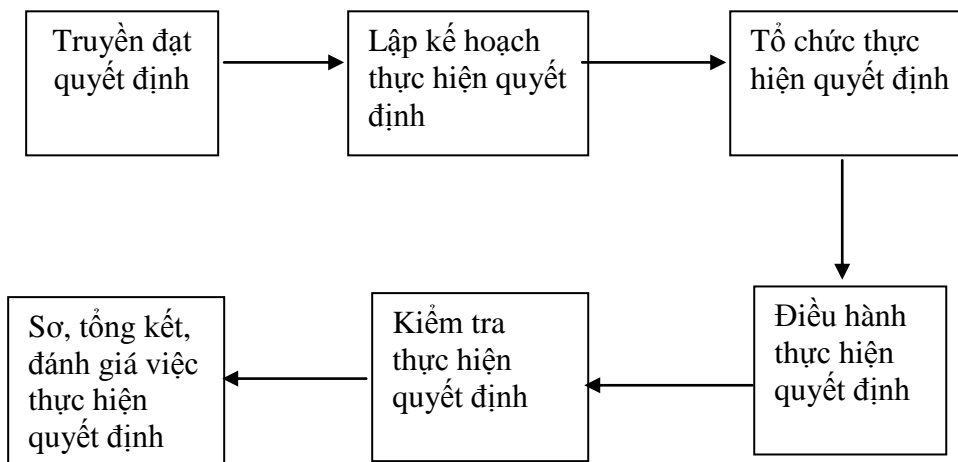 Truyền đạt
quyết định
Lập kế hoạch
thực hiện quyết
định
Tổ chức thực
hiện quyết định
Điều hành
thực hiện
quyết định
Kiểm tra
thực hiện
quyết định
Sơ, tổng kết,
đánh giá việc
thực hiện
quyết định